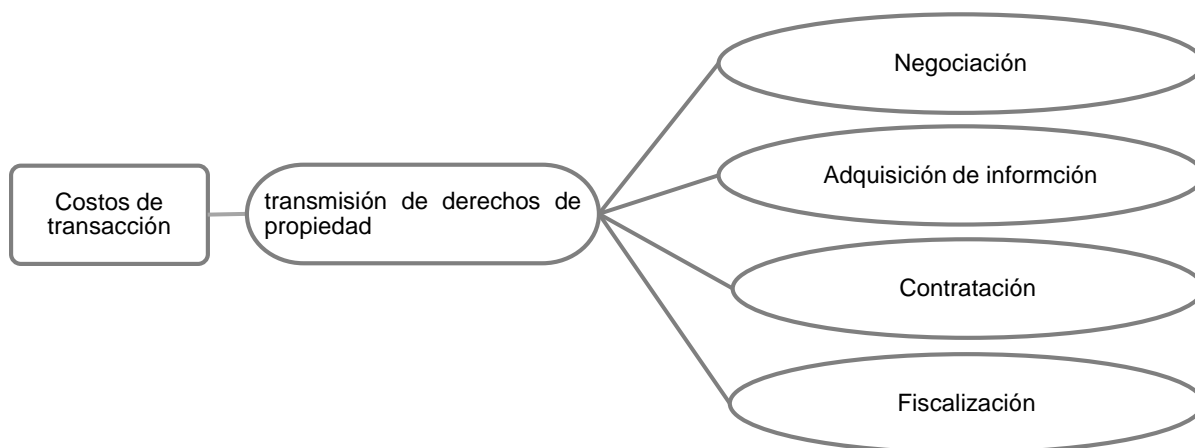 Costos de
transacción
transmisión de derechos de
propiedad
Negociación
Adquisición de informción
Contratación
Fiscalización